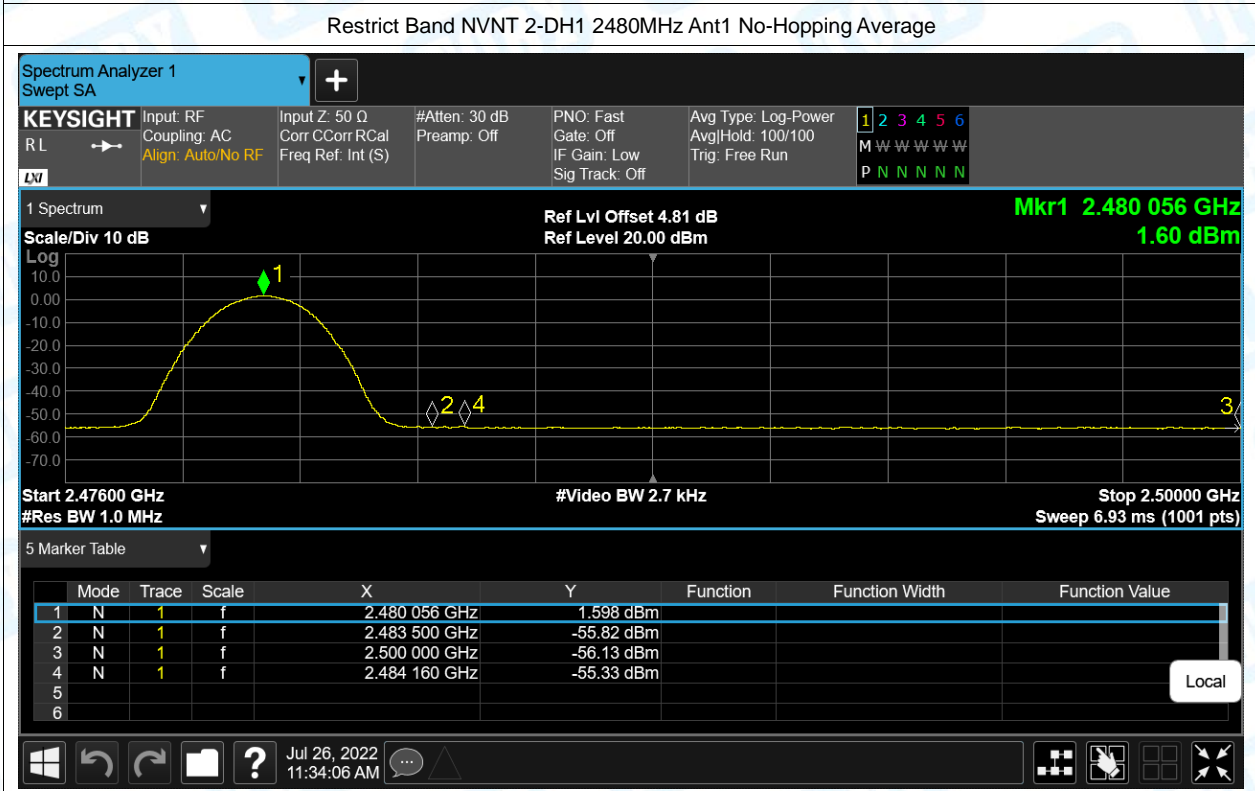 Restrict Band NVNT 2-DH1 2480MHz Ant1 No-Hopping Average
Spectrum Analyzer 1
Swept SA
KEYSIGHT
R L
LXI
Input: RF
Coupling: AC
Align: Auto/No RF
Input Z: 50 Ω
Corr CCorr RCal
Freq Ref: Int (S)
#Atten: 30 dB
Preamp: Off
PNO: Fast
Gate: Off
IF Gain: Low
Sig Track: Off
Avg Type: Log-Power
Avg|Hold: 100/100
Trig: Free Run
1 2 3 4 5 6
M W W W W W
P N N N N N
1 Spectrum
Scale/Div 10 dB
Ref Lvl Offset 4.81 dB
Ref Level 20.00 dBm
Mkr1 2.480 056 GHz
1.60 dBm
Log
10.0
0.00
-10.0
-20.0
-30.0
-40.0
-50.0
-60.0
-70.0
1
2
4
3
Start 2.47600 GHz
#Res BW 1.0 MHz
#Video BW 2.7 kHz
Stop 2.50000 GHz
Sweep 6.93 ms (1001 pts)
5 Marker Table
Mode Trace Scale X Y Function Function Width Function Value
1 N 1 f 2.480 056 GHz 1.598 dBm
2 N 1 f 2.483 500 GHz -55.82 dBm
3 N 1 f 2.500 000 GHz -56.13 dBm
4 N 1 f 2.484 160 GHz -55.33 dBm
5
6
Local
?
Jul 26, 2022
11:34:06 AM